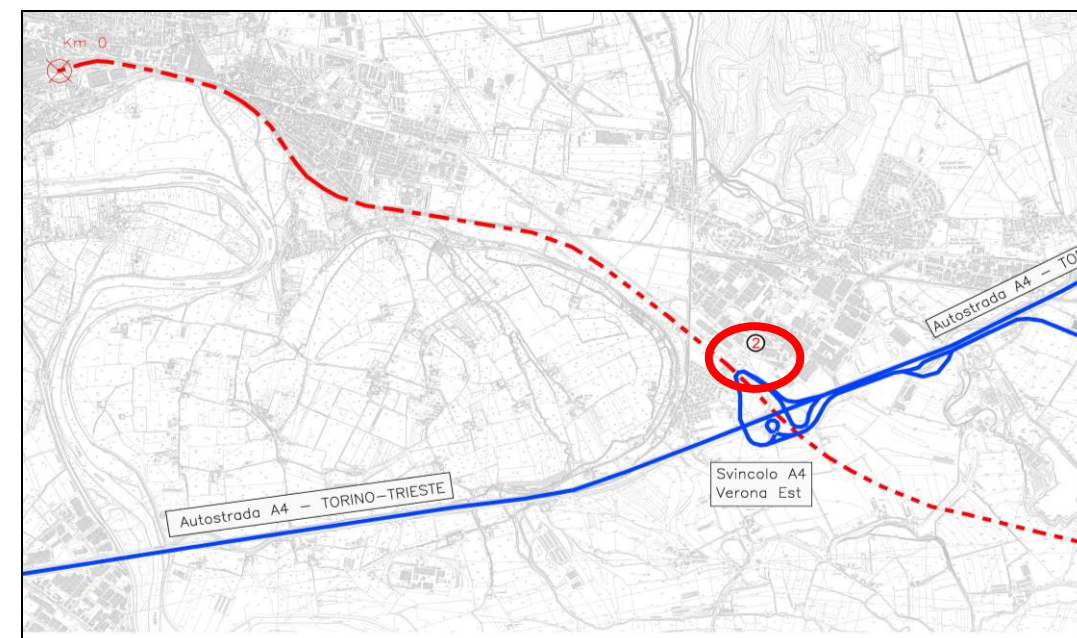 Km 0
Autostrada A4 - TO
2
Svincolo A4
Verona Est
Autostrada A4 - TORINO-TRIESTE